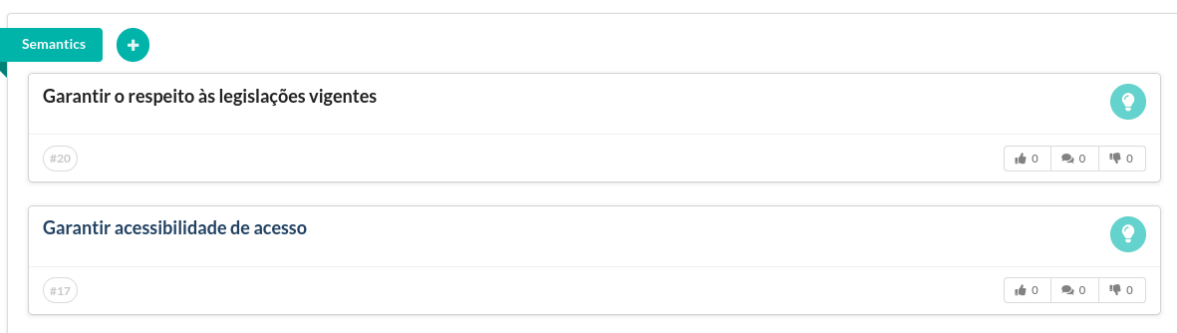 Semantics
Garantir o respeito às legislações vigentes
#20
0 0 0
Garantir acessibilidade de acesso
#17
0 0 0